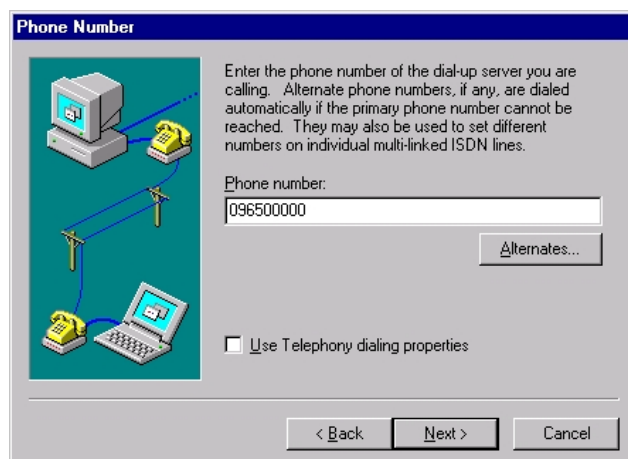 Phone Number
Enter the phone number of the dial-up server you are
calling. Alternate phone numbers, if any, are dialed
automatically if the primary phone number cannot be
reached. They may also be used to set different
numbers on individual multi-linked ISDN lines.
Phone number:
096500000
Alternates...
Use Telephony dialing properties
< Back
Next >
Cancel